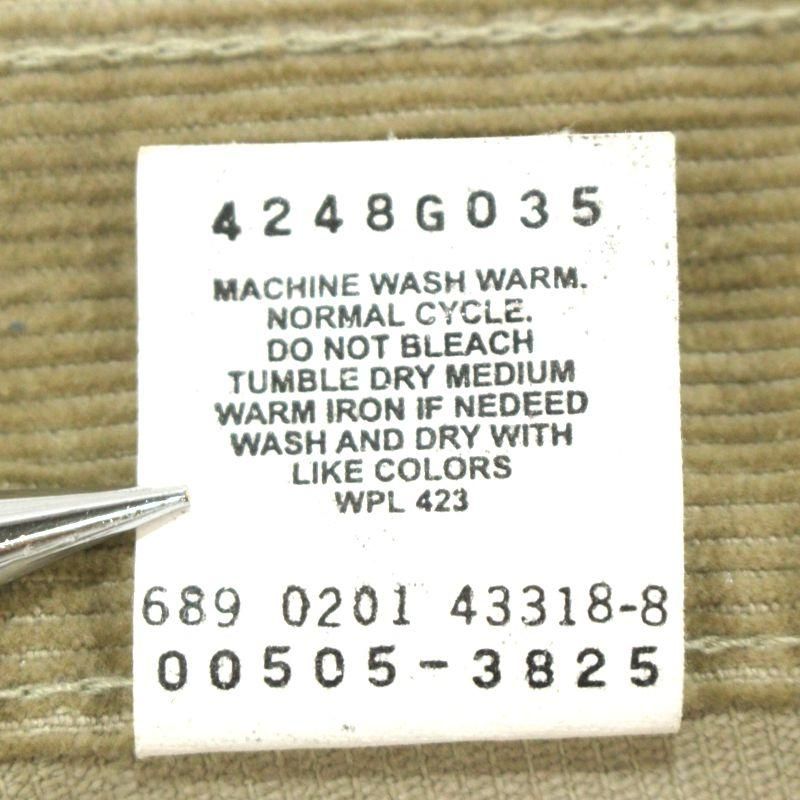 4248G035
MACHINE WASH WARM.
NORMAL CYCLE.
DO NOT BLEACH
TUMBLE DRY MEDIUM
WARM IRON IF NEDEED
WASH AND DRY WITH
LIKE COLORS
WPL 423
689 0201 43318-8
00505-3825